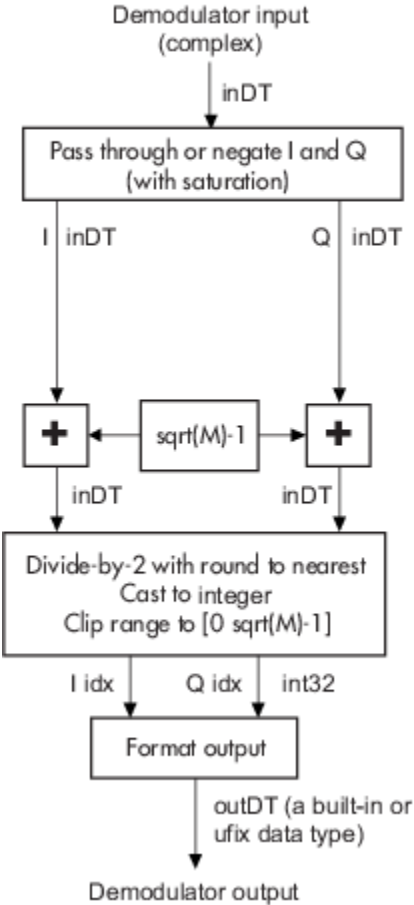 Demodulator input
(complex)
inDT
Pass through or negate I and Q
(with saturation)
I inDT
Q inDT
+ sqrt(M)-1 +
inDT
inDT
Divide-by-2 with round to nearest
Cast to integer
Clip range to [0 sqrt(M)-1]
I idx
Q idx
int32
Format output
outDT (a built-in or
ufix data type)
Demodulator output